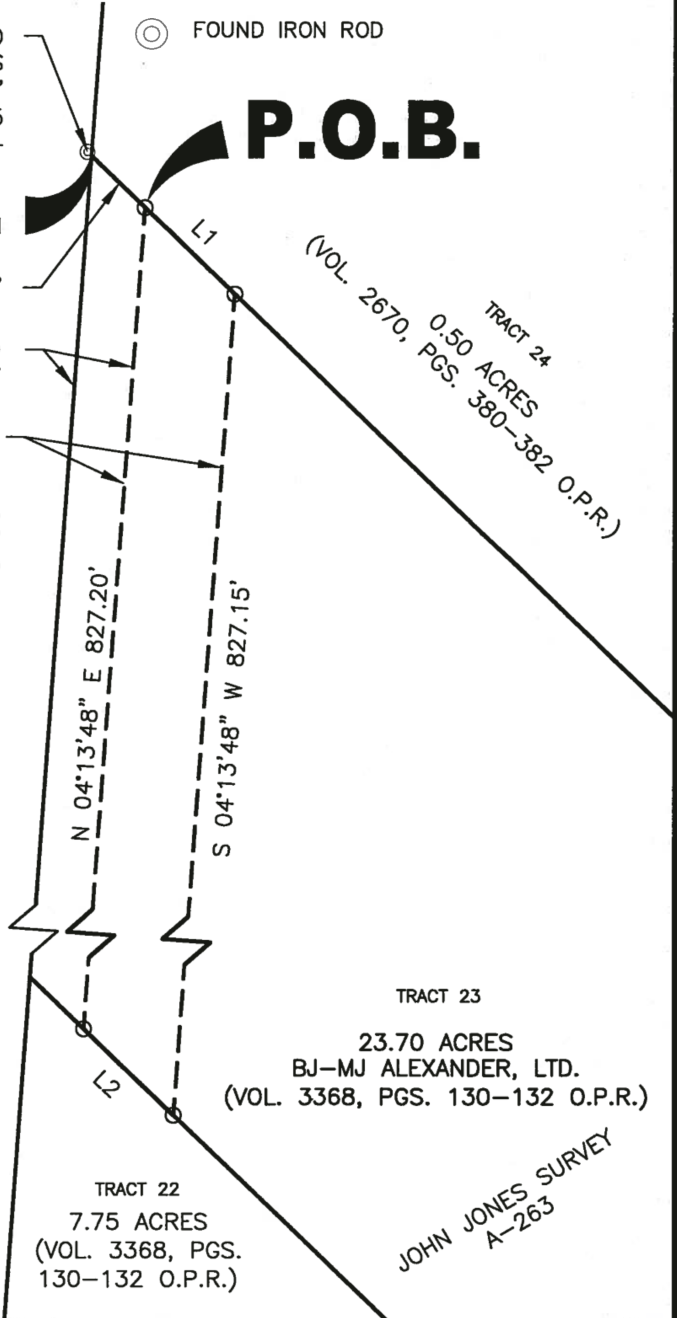 FOUND IRON ROD
P.O.B.
L1
TRACT 24
0.50 ACRES
(VOL. 2670, PGS. 380–382 O.P.R.)
N 04°13'48" E 827.20'
S 04°13'48" W 827.15'
TRACT 23
23.70 ACRES
BJ–MJ ALEXANDER, LTD.
(VOL. 3368, PGS. 130–132 O.P.R.)
L2
TRACT 22
7.75 ACRES
(VOL. 3368, PGS.
130–132 O.P.R.)
JOHN JONES SURVEY
A–263